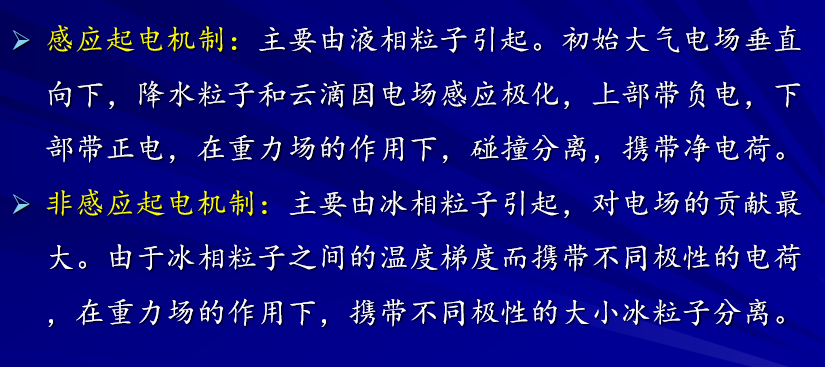 ➢ 感应起电机制：主要由液相粒子引起。初始大气电场垂直
向下，降水粒子和云滴因电场感应极化，上部带负电，下
部带正电，在重力场的作用下，碰撞分离，携带净电荷。
➢ 非感应起电机制：主要由冰相粒子引起，对电场的贡献最
大。由于冰相粒子之间的温度梯度而携带不同极性的电荷
，在重力场的作用下，携带不同极性的大小冰粒子分离。